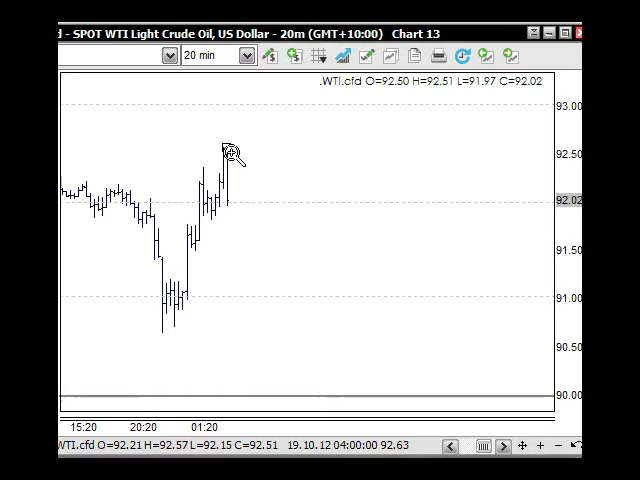 d - SPOT WTI Light Crude Oil, US Dollar - 20m (GMT+10:00) Chart 13
20 min
.WTI.cfd O=92.50 H=92.51 L=91.97 C=92.02
93.00
92.50
92.02
91.50
91.00
90.50
90.00
15:20 20:20 01:20
WTI.cfd O=92.21 H=92.57 L=92.15 C=92.51 19.10.12 04:00:00 92.63